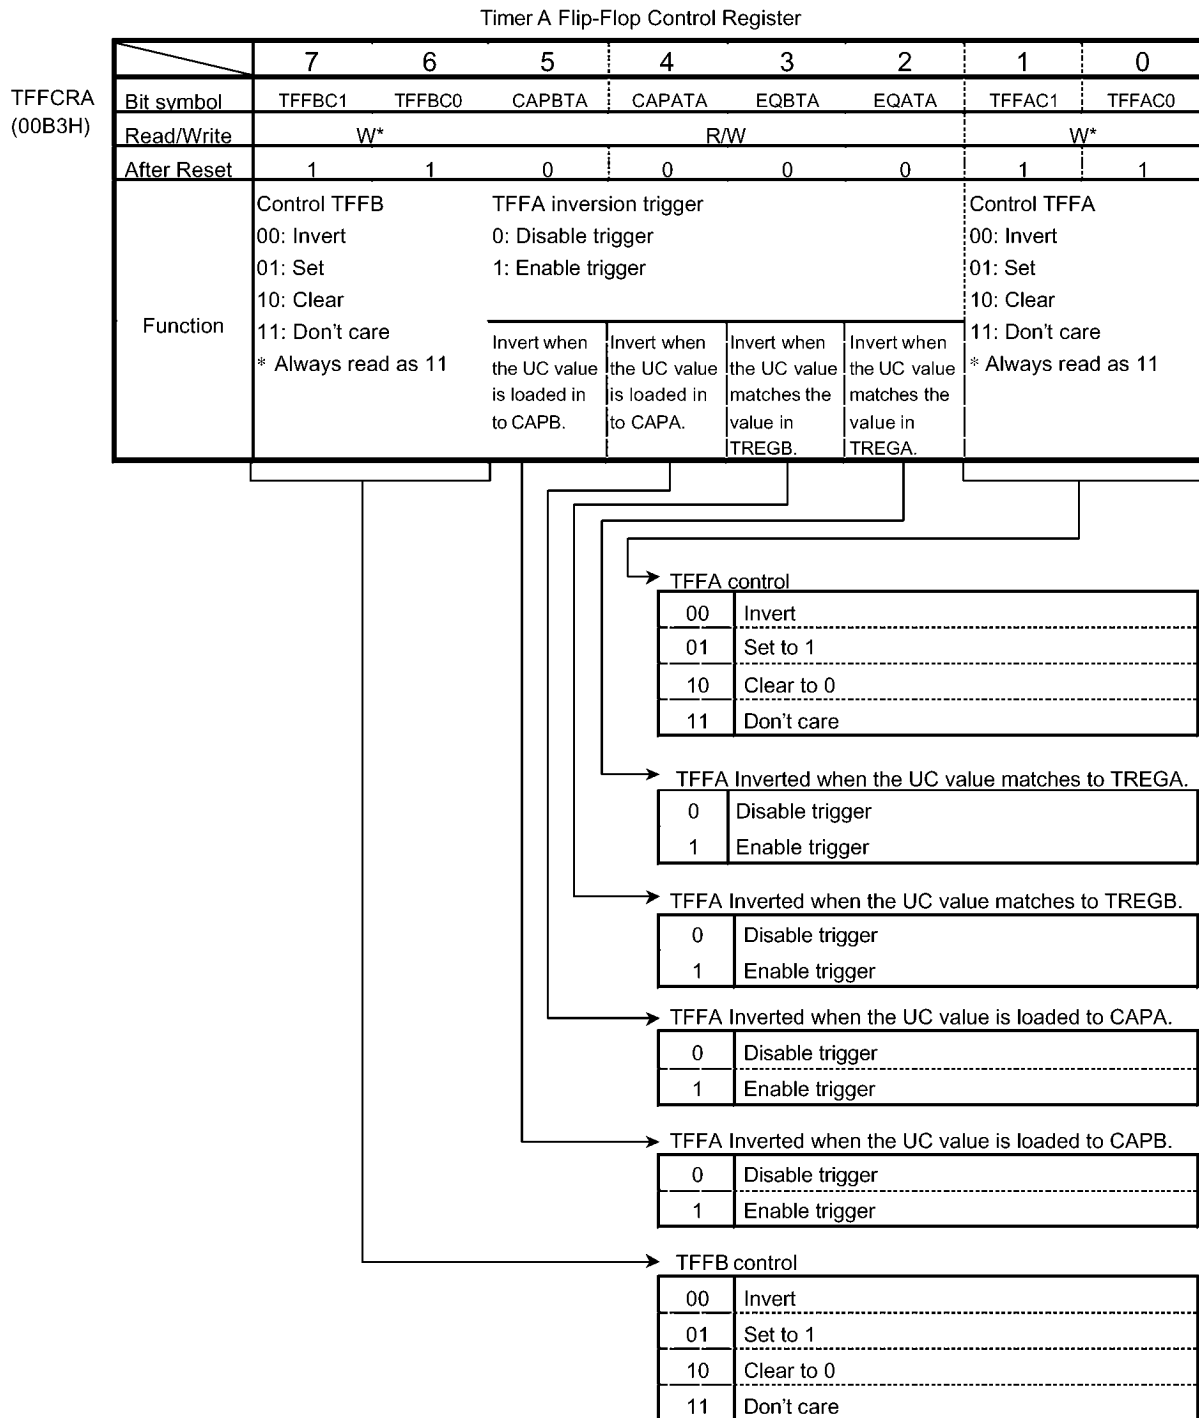 Timer A Flip-Flop Control Register
7 6 5 4 3 2 1 0
TFFCRA
(00B3H)
Bit symbol TFFBC1 TFFBC0 CAPBTA CAPATA EQBTA EQATA TFFAC1 TFFAC0
Read/Write W* R/W W*
After Reset 1 1 0 0 0 0 1 1
Function
Control TFFB
00: Invert
01: Set
10: Clear
11: Don't care
* Always read as 11
TFFA inversion trigger
0: Disable trigger
1: Enable trigger
Invert when
the UC value
is loaded in
to CAPB.
Invert when
the UC value
is loaded in
to CAPA.
Invert when
the UC value
matches the
value in
TREGB.
Invert when
the UC value
matches the
value in
TREGA.
Control TFFA
00: Invert
01: Set
10: Clear
11: Don't care
* Always read as 11
TFFA control
00 Invert
01 Set to 1
10 Clear to 0
11 Don't care
TFFA Inverted when the UC value matches to TREGA.
0 Disable trigger
1 Enable trigger
TFFA Inverted when the UC value matches to TREGB.
0 Disable trigger
1 Enable trigger
TFFA Inverted when the UC value is loaded to CAPA.
0 Disable trigger
1 Enable trigger
TFFA Inverted when the UC value is loaded to CAPB.
0 Disable trigger
1 Enable trigger
TFFB control
00 Invert
01 Set to 1
10 Clear to 0
11 Don't care